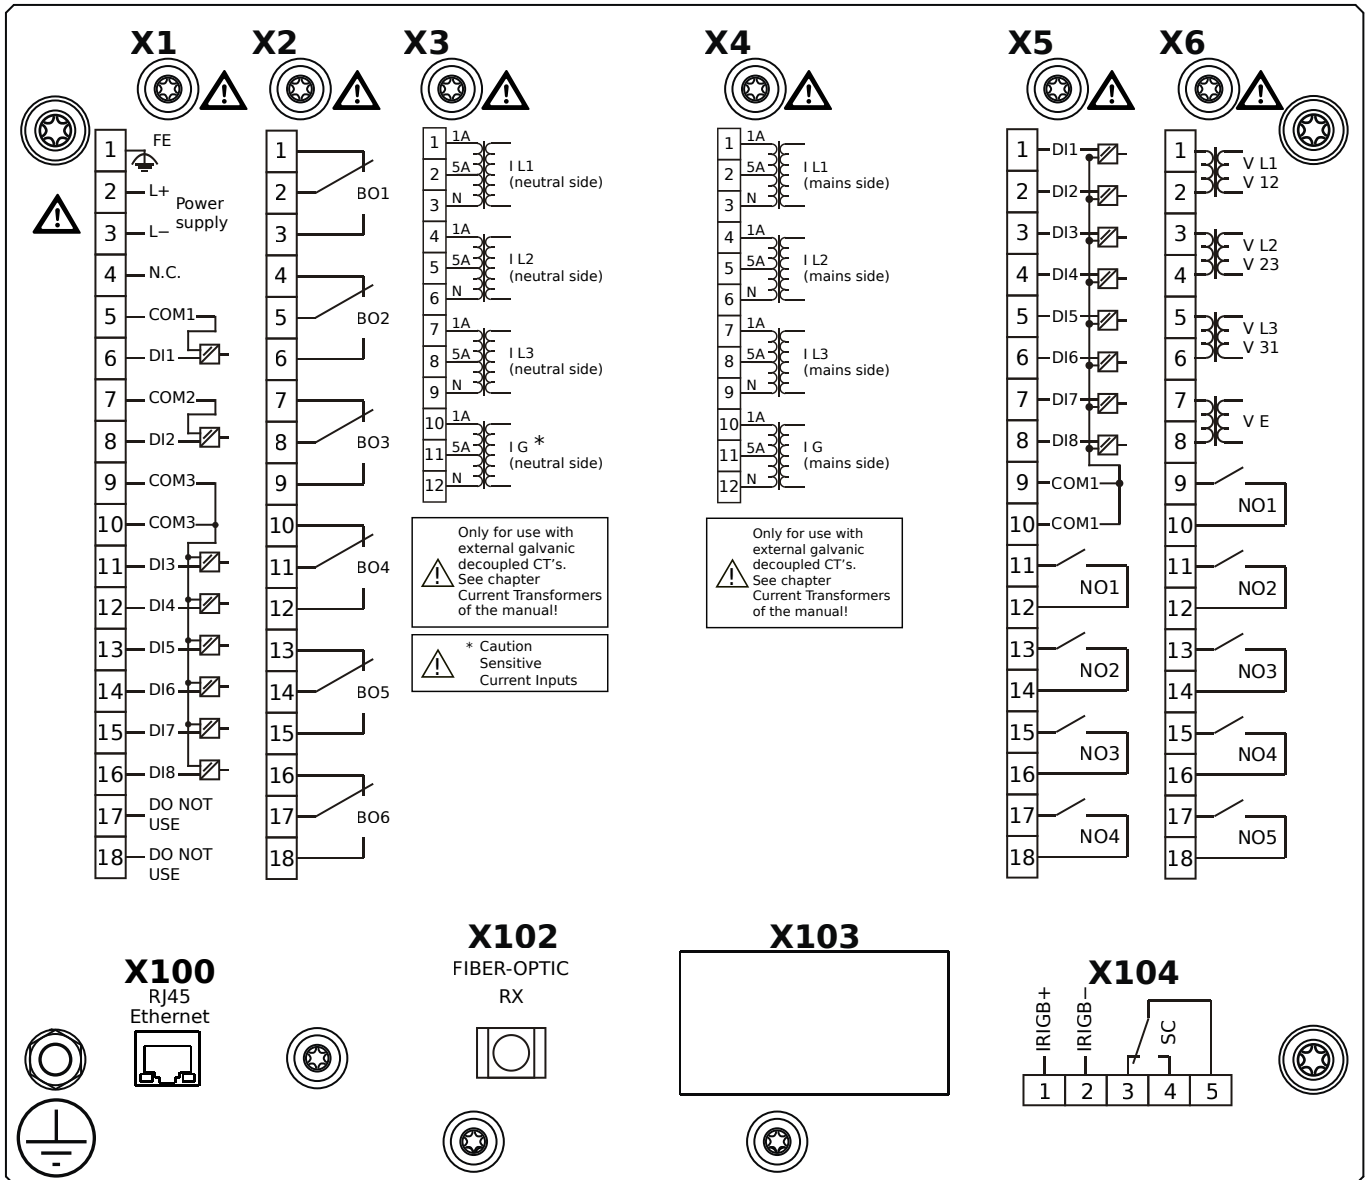 X1
X2
X3
X4
X5
X6
1
FE
2
L+
Power
supply
3
L−
4
N.C.
5
COM1
6
DI1
7
COM2
8
DI2
9
COM3
10
COM3
11
DI3
12
DI4
13
DI5
14
DI6
15
DI7
16
DI8
17
DO NOT
USE
18
DO NOT
USE
1
2
BO1
3
4
5
BO2
6
7
8
BO3
9
10
11
BO4
12
13
14
BO5
15
16
17
BO6
18
1
1A
2
5A
3
N
I L1
(neutral side)
4
1A
5
5A
6
N
I L2
(neutral side)
7
1A
8
5A
9
N
I L3
(neutral side)
10
1A
11
5A
12
N
I G *
(neutral side)
Only for use with
external galvanic
decoupled CT's.
See chapter
Current Transformers
of the manual!
* Caution
Sensitive
Current Inputs
1
1A
2
5A
3
N
I L1
(mains side)
4
1A
5
5A
6
N
I L2
(mains side)
7
1A
8
5A
9
N
I L3
(mains side)
10
1A
11
5A
12
N
I G
(mains side)
Only for use with
external galvanic
decoupled CT's.
See chapter
Current Transformers
of the manual!
1
DI1
2
DI2
3
DI3
4
DI4
5
DI5
6
DI6
7
DI7
8
DI8
9
COM1
10
COM1
11
NO1
12
13
NO2
14
15
NO3
16
17
NO4
18
1
V L1
V 12
2
3
V L2
V 23
4
5
V L3
V 31
6
7
V E
8
9
NO1
10
11
NO2
12
13
NO3
14
15
NO4
16
17
NO5
18
X100
RJ45
Ethernet
X102
FIBER-OPTIC
RX
X103
X104
IRIGB+
IRIGB−
SC
1 2 3 4 5